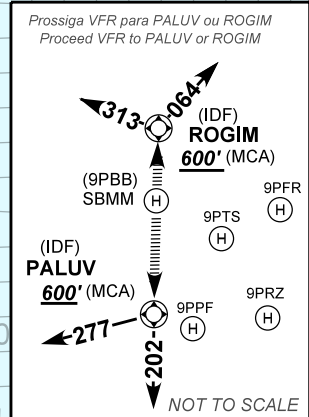 Prossiga VFR para PALUV ou ROGIM
Proceed VFR to PALUV or ROGIM
313
064
(IDF)
ROGIM
600' (MCA)
(9PBB)
SBMM
H
9PFR
H
9PTS
H
(IDF)
PALUV
600' (MCA)
9PPF
H
9PRZ
H
277
202
NOT TO SCALE